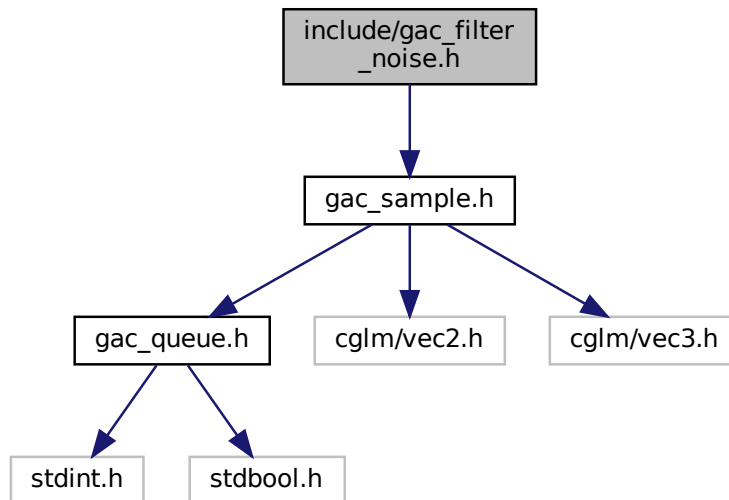 include/gac_filter
_noise.h
gac_sample.h
gac_queue.h
cglm/vec2.h
cglm/vec3.h
stdint.h
stdbool.h